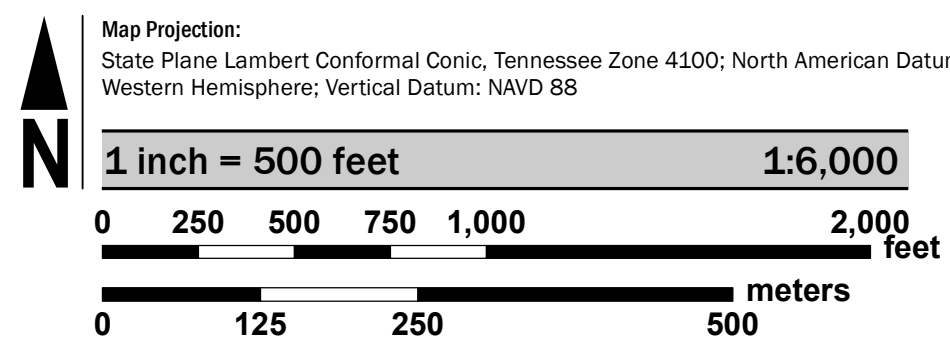 Map Projection:
State Plane Lambert Conformal Conic, Tennessee Zone 4100; North American Datu
Western Hemisphere; Vertical Datum: NAVD 88
N
1 inch = 500 feet 1:6,000
0 250 500 750 1,000 2,000
feet
meters
0 125 250 500